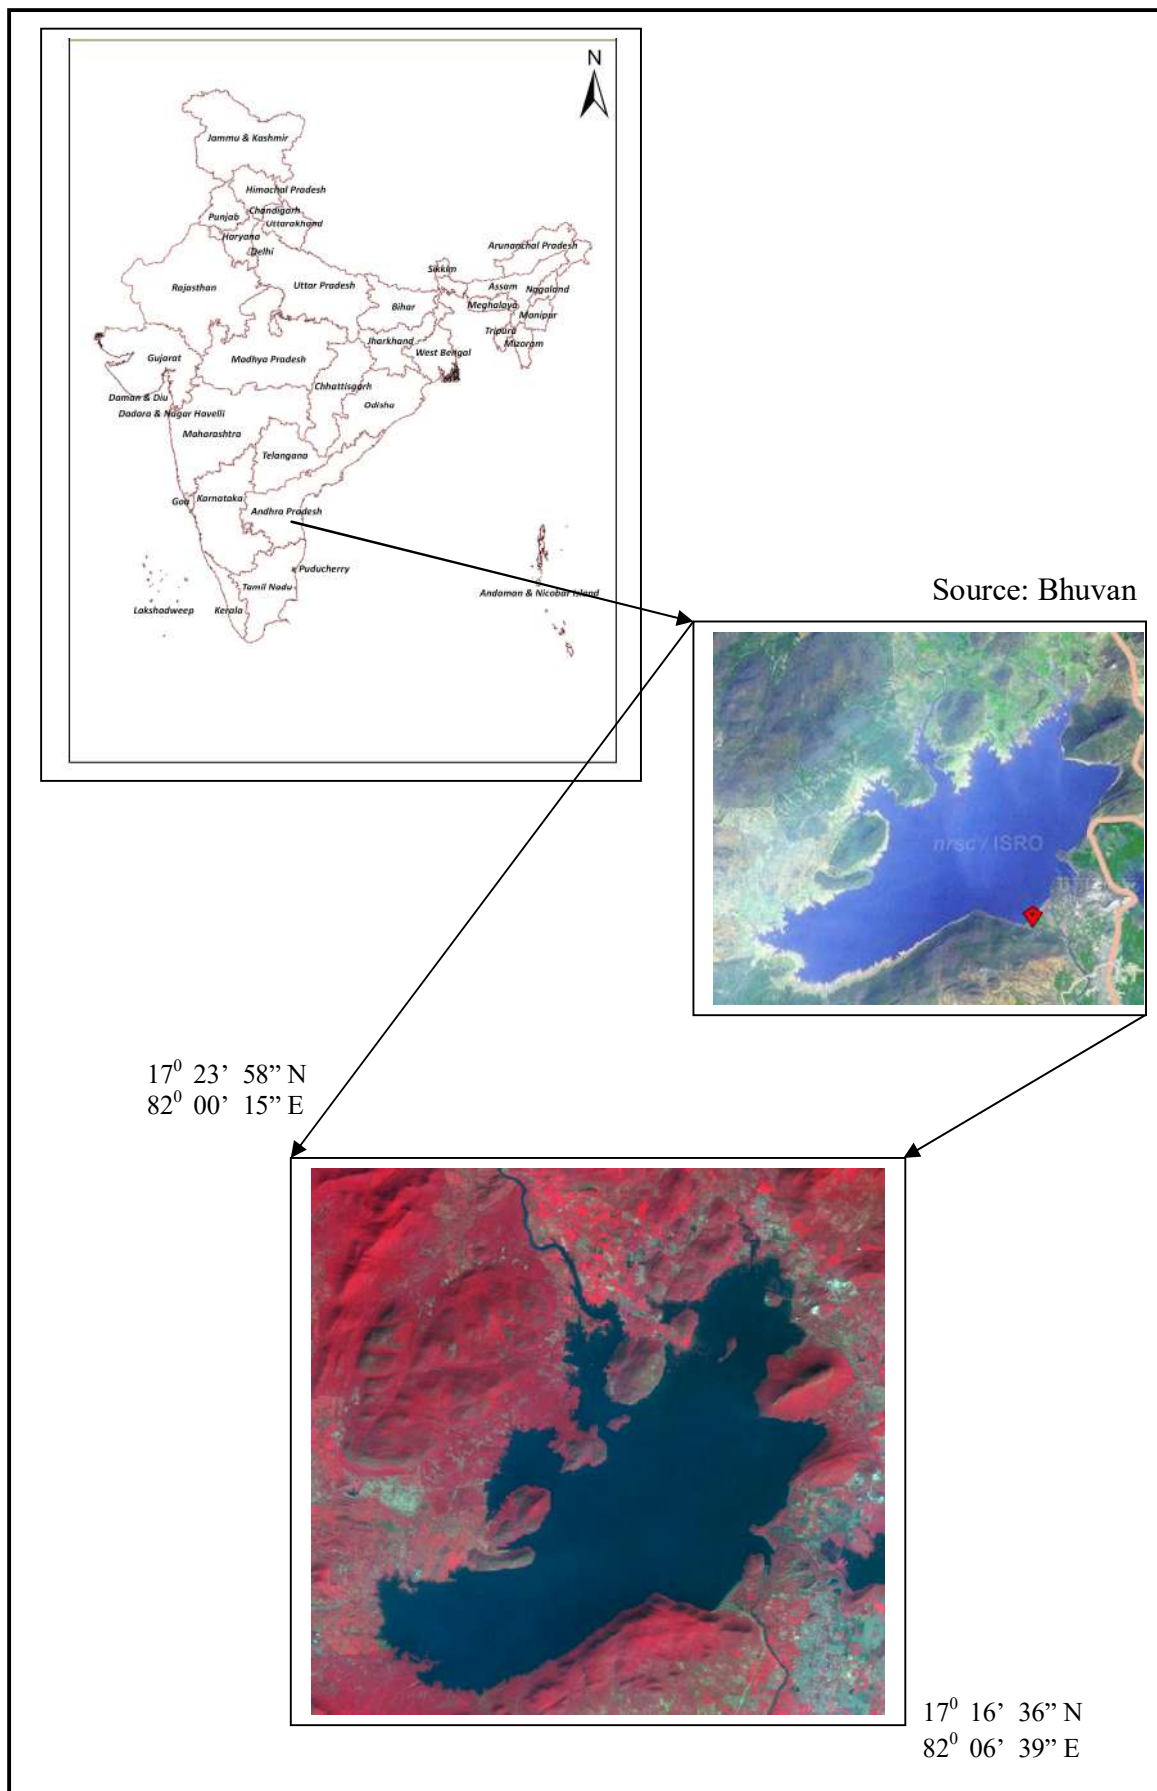 N
Jammu & Kashmir
Himachal Pradesh
Chandigarh
Punjab
Uttarakhand
Haryana
Delhi
Arunanchal Pradesh
Sikkim
Rajasthan
Uttar Pradesh
Assam
Nagaland
Bihar
Meghalaya
Manipur
Tripura
Jharkhand
Mizoram
West Bengal
Gujarat
Madhya Pradesh
Chhattisgarh
Daman & Diu
Odisha
Dadara & Nagar Havelli
Maharashtra
Telangana
Goa
Karnataka
Andhra Pradesh
Puducherry
Tamil Nadu
Andaman & Nicobar Island
Lakshadweep
Kerala
Source: Bhuvan
nrsc / ISRO
17⁰ 23’ 58” N
82⁰ 00’ 15” E
17⁰ 16’ 36” N
82⁰ 06’ 39” E